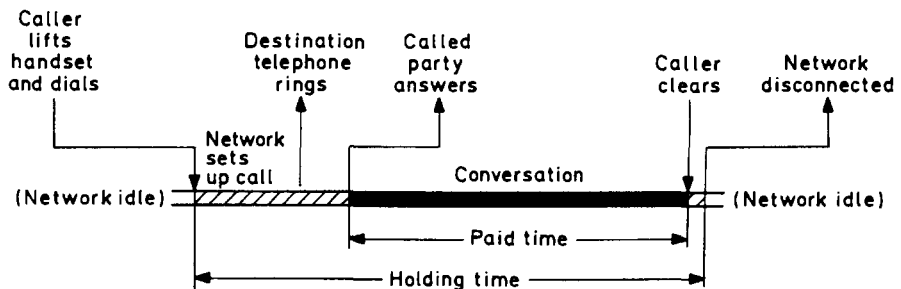 Caller
lifts
handset
and dials
Destination
telephone
rings
Called
party
answers
Caller
clears
Network
disconnected
Network
sets
up call
Conversation
(Network idle)
(Network idle)
Paid time
Holding time